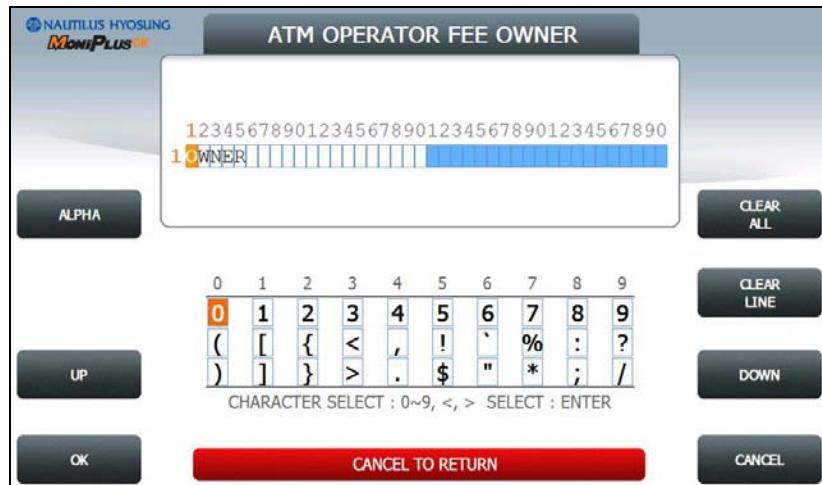 NAUTILUS HYOSUNG
MoniPlusCE
ATM OPERATOR FEE OWNER
1234567890123456789012345678901234567890
1 OWNER
ALPHA
CLEAR
ALL
0 1 2 3 4 5 6 7 8 9
CLEAR
LINE
0 1 2 3 4 5 6 7 8 9
( [ { < , ! ` % : ?
) ] } > . $ " * ; /
UP
DOWN
CHARACTER SELECT : 0~9, <, > SELECT : ENTER
OK
CANCEL TO RETURN
CANCEL